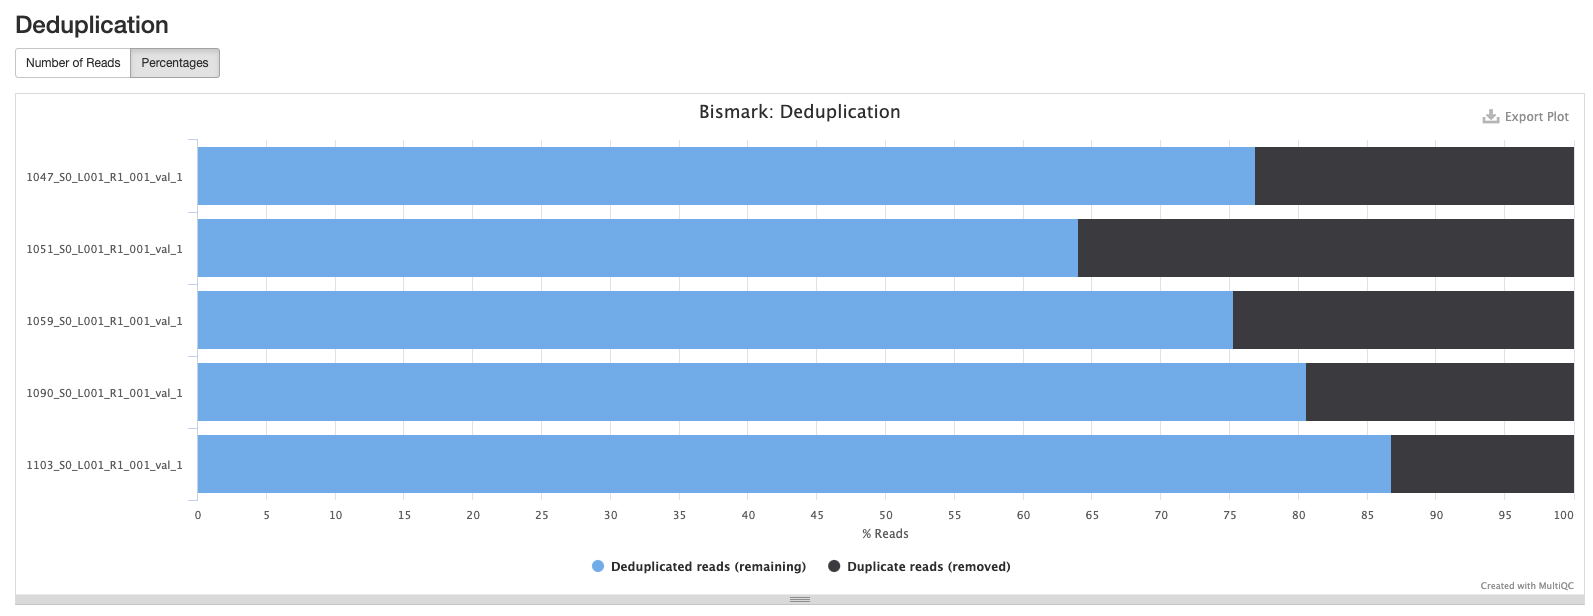 Deduplication
Number of Reads Percentages
Bismark: Deduplication
Export Plot
1047_S0_L001_R1_001_val_1
1051_S0_L001_R1_001_val_1
1059_S0_L001_R1_001_val_1
1090_S0_L001_R1_001_val_1
1103_S0_L001_R1_001_val_1
0 5 10 15 20 25 30 35 40 45 50 55 60 65 70 75 80 85 90 95 100
% Reads
Deduplicated reads (remaining) Duplicate reads (removed)
Created with MultiQC